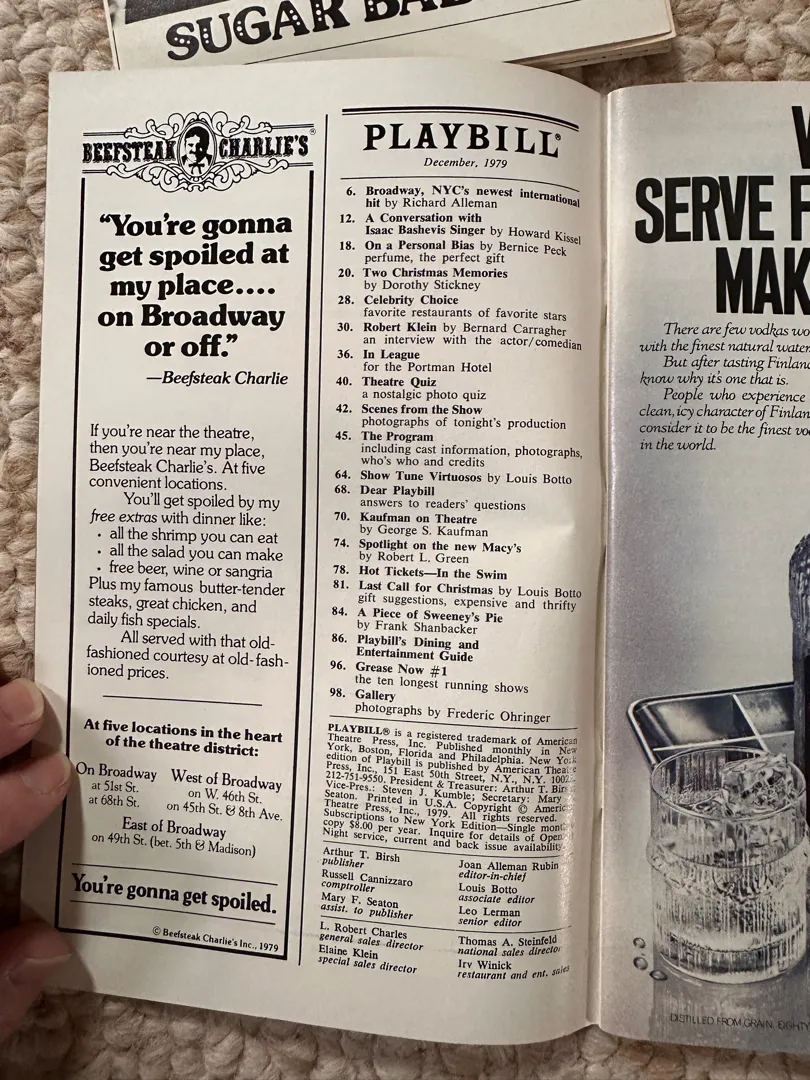 SUGAR BAB
BEEFSTEAK CHARLIE'S®
"You're gonna
get spoiled at
my place....
on Broadway
or off."
—Beefsteak Charlie
If you're near the theatre,
then you're near my place,
Beefsteak Charlie's. At five
convenient locations.
You'll get spoiled by my
free extras with dinner like:
• all the shrimp you can eat
• all the salad you can make
• free beer, wine or sangria
Plus my famous butter-tender
steaks, great chicken, and
daily fish specials.
All served with that old-
fashioned courtesy at old-fash-
ioned prices.
At five locations in the heart
of the theatre district:
On Broadway
at 51st St.
at 68th St.
West of Broadway
on W. 46th St.
on 45th St. & 8th Ave.
East of Broadway
on 49th St. (bet. 5th & Madison)
You're gonna get spoiled.
© Beefsteak Charlie's Inc., 1979
PLAYBILL®
December, 1979
6. Broadway, NYC's newest international
hit by Richard Alleman
12. A Conversation with
Isaac Bashevis Singer by Howard Kissel
18. On a Personal Bias by Bernice Peck
perfume, the perfect gift
20. Two Christmas Memories
by Dorothy Stickney
28. Celebrity Choice
favorite restaurants of favorite stars
30. Robert Klein by Bernard Carragher
an interview with the actor/comedian
36. In League
for the Portman Hotel
40. Theatre Quiz
a nostalgic photo quiz
42. Scenes from the Show
photographs of tonight's production
45. The Program
including cast information, photographs,
who's who and credits
64. Show Tune Virtuosos by Louis Botto
68. Dear Playbill
answers to readers' questions
70. Kaufman on Theatre
by George S. Kaufman
74. Spotlight on the new Macy's
by Robert L. Green
78. Hot Tickets—In the Swim
81. Last Call for Christmas by Louis Botto
gift suggestions, expensive and thrifty
84. A Piece of Sweeney's Pie
by Frank Shanbacker
86. Playbill's Dining and
Entertainment Guide
96. Grease Now #1
the ten longest running shows
98. Gallery
photographs by Frederic Ohringer
PLAYBILL® is a registered trademark of American
Theatre Press, Inc. Published monthly in New
York, Boston, Florida and Philadelphia. New York
edition of Playbill is published by American Theatre
Press, Inc., 151 East 50th Street, N.Y., N.Y. 1002
212-751-9550. President & Treasurer: Arthur T. Birsh
Vice-Pres.: Steven J. Kumble; Secretary: Mary
Seaton. Printed in U.S.A. Copyright © American
Theatre Press, Inc., 1979. All rights reserved.
Subscriptions to New York Edition—Single month
copy $8.00 per year. Inquire for details of Open
Night service, current and back issue availability.
Arthur T. Birsh
publisher
Russell Cannizzaro
comptroller
Mary F. Seaton
assist. to publisher
L. Robert Charles
general sales director
Elaine Klein
special sales director
Joan Alleman Rubin
editor-in-chief
Louis Botto
associate editor
Leo Lerman
senior editor
Thomas A. Steinfeld
national sales director
Irv Winick
restaurant and ent. sales
SERVE F
MAK
There are few vodkas wo
with the finest natural water
But after tasting Finlan
know why it's one that is.
People who experience
clean, icy character of Finlan
consider it to be the finest vo
in the world.
DISTILLED FROM GRAIN. EIGHTY